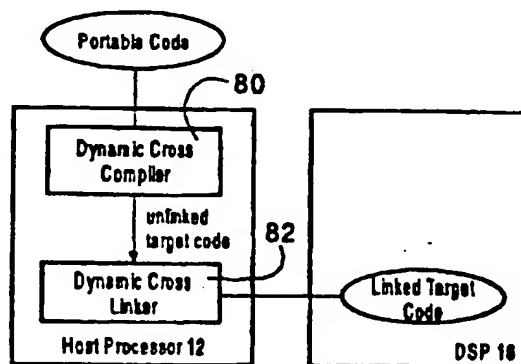 Portable Code
80
Dynamic Cross
Compiler
unlinked
target code
82
Dynamic Cross
Linker
Linked Target
Code
Host Processor 12
DSP 16